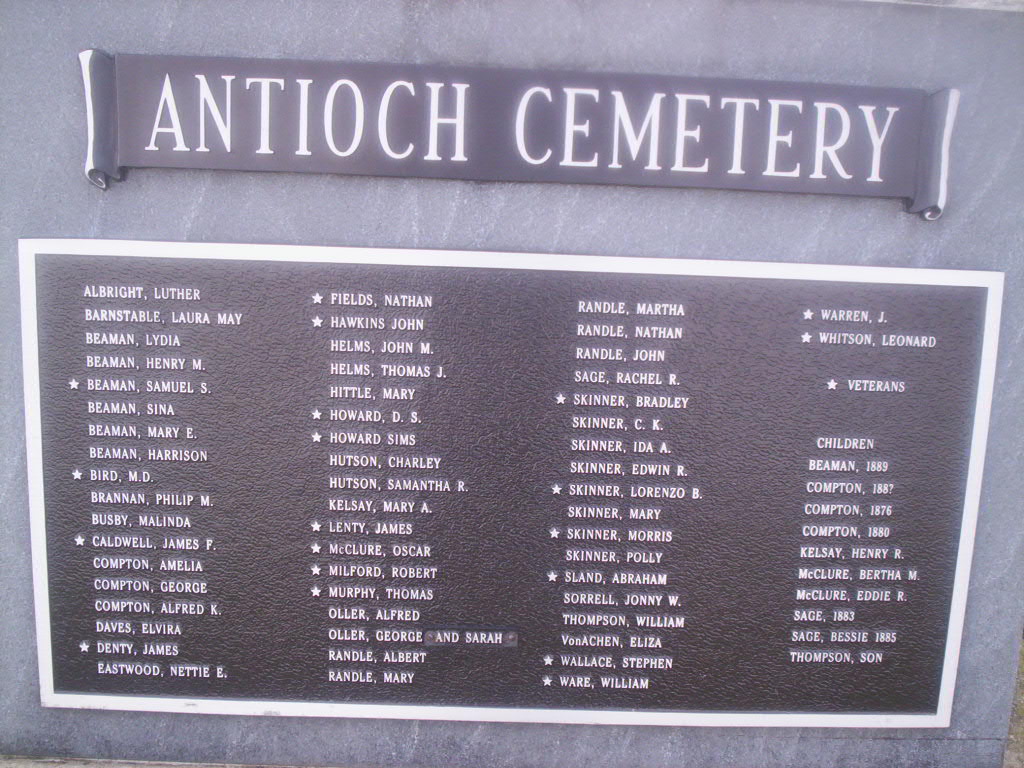 ANTIOCH CEMETERY
ALBRIGHT, LUTHER
BARNSTABLE, LAURA MAY
BEAMAN, LYDIA
BEAMAN, HENRY M.
★ BEAMAN, SAMUEL S.
BEAMAN, SINA
BEAMAN, MARY E.
BEAMAN, HARRISON
★ BIRD, M.D.
BRANNAN, PHILIP M.
BUSBY, MALINDA
★ CALDWELL, JAMES F.
COMPTON, AMELIA
COMPTON, GEORGE
COMPTON, ALFRED K.
DAVES, ELVIRA
★ DENTY, JAMES
EASTWOOD, NETTIE E.
★ FIELDS, NATHAN
★ HAWKINS JOHN
HELMS, JOHN M.
HELMS, THOMAS J.
HITTLE, MARY
★ HOWARD, D. S.
★ HOWARD SIMS
HUTSON, CHARLEY
HUTSON, SAMANTHA R.
KELSAY, MARY A.
★ LENTY, JAMES
★ McCLURE, OSCAR
★ MILFORD, ROBERT
★ MURPHY, THOMAS
OLLER, ALFRED
OLLER, GEORGE AND SARAH
RANDLE, ALBERT
RANDLE, MARY
RANDLE, MARTHA
RANDLE, NATHAN
RANDLE, JOHN
SAGE, RACHEL R.
★ SKINNER, BRADLEY
SKINNER, C. K.
SKINNER, IDA A.
SKINNER, EDWIN R.
★ SKINNER, LORENZO B.
SKINNER, MARY
★ SKINNER, MORRIS
SKINNER, POLLY
★ SLAND, ABRAHAM
SORRELL, JONNY W.
THOMPSON, WILLIAM
VonACHEN, ELIZA
★ WALLACE, STEPHEN
★ WARE, WILLIAM
★ WARREN, J.
★ WHITSON, LEONARD
★ VETERANS
CHILDREN
BEAMAN, 1889
COMPTON, 188?
COMPTON, 1876
COMPTON, 1880
KELSAY, HENRY R.
McCLURE, BERTHA M.
McCLURE, EDDIE R.
SAGE, 1883
SAGE, BESSIE 1885
THOMPSON, SON